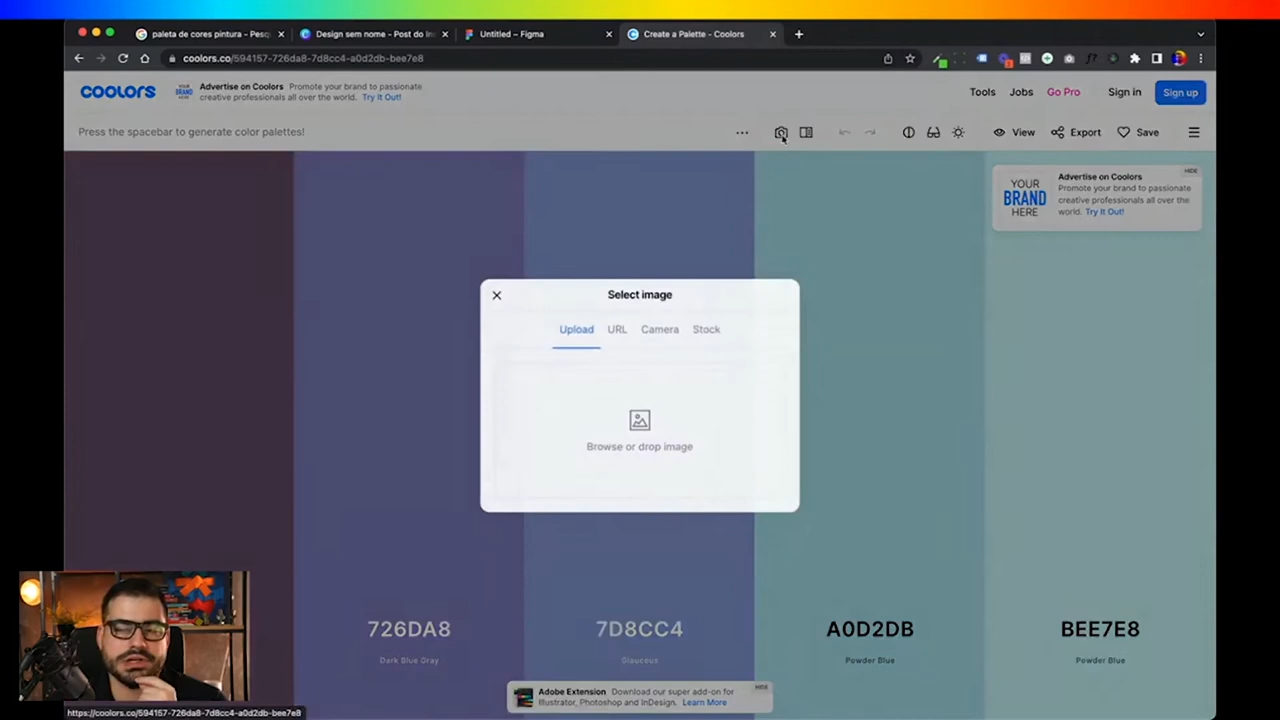 paleta de cores pintura - Pesq
Design sem nome - Post do In
Untitled – Figma
Create a Palette - Coolors
coolors.co/594157-726da8-7d8cc4-a0d2db-bee7e8
coolors
YOUR
BRAND
HERE
Advertise on Coolors Promote your brand to passionate
creative professionals all over the world. Try It Out!
Tools
Jobs
Go Pro
Sign in
Sign up
Press the spacebar to generate color palettes!
View
Export
Save
HIDE
YOUR
BRAND
HERE
Advertise on Coolors
Promote your brand to passionate
creative professionals all over the
world. Try It Out!
Select image
Upload
URL
Camera
Stock
Browse or drop image
726DA8
7D8CC4
A0D2DB
BEE7E8
Dark Blue Gray
Glaucous
Powder Blue
Powder Blue
Adobe Extension Download our super add-on for
Illustrator, Photoshop and InDesign. Learn More
HIDE
https://coolors.co/594157-726da8-7d8cc4-a0d2db-bee7e8